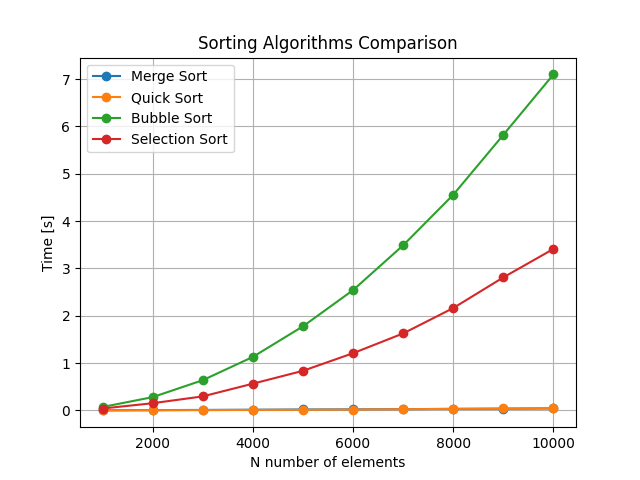 Sorting Algorithms Comparison
Merge Sort
Quick Sort
Bubble Sort
Selection Sort
7
6
5
4
3
2
1
0
Time [s]
2000 4000 6000 8000 10000
N number of elements